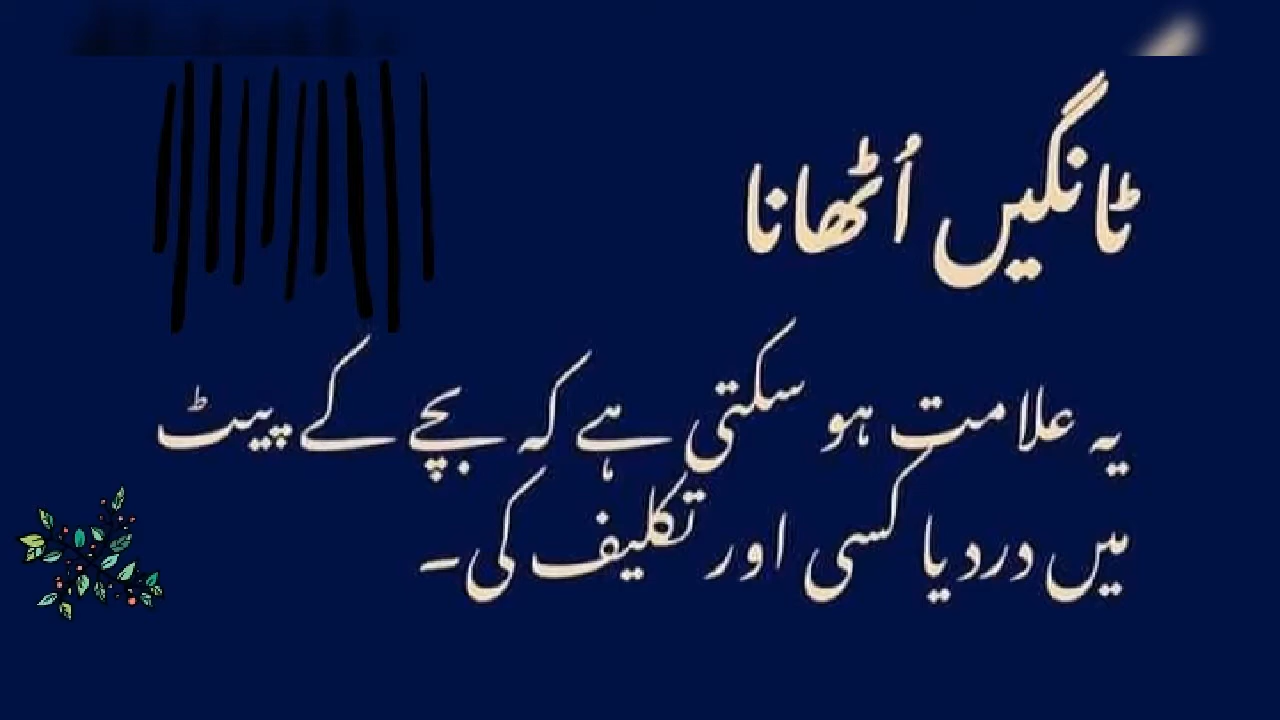 ٹانگیں اُٹھانا
یہ علامت ہو سکتی ہے کہ بچے کے پیٹ
میں درد یا کسی اور تکلیف کی۔